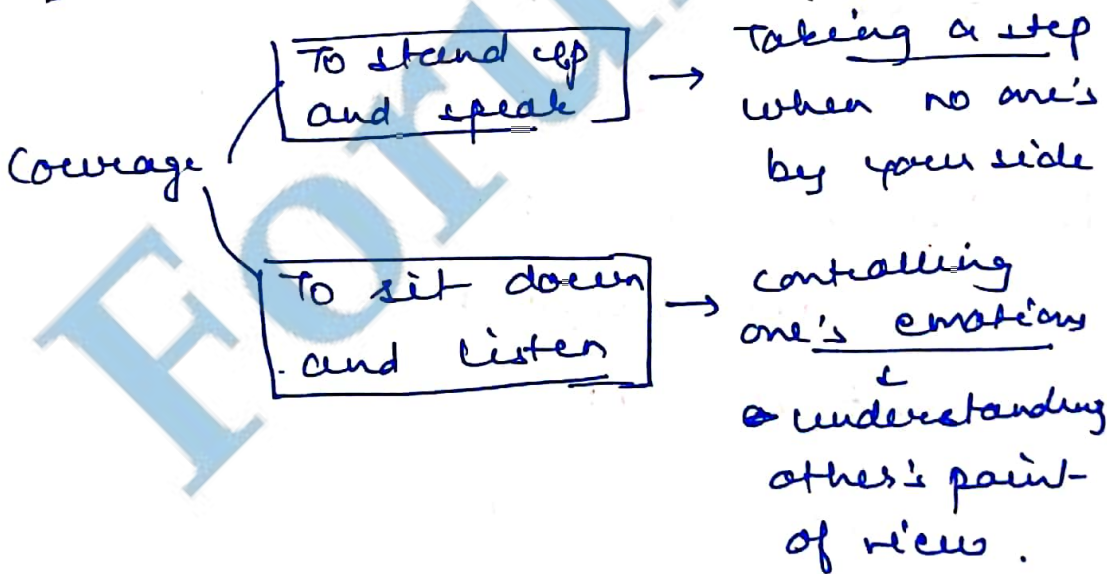 To stand up
and speak
→ Taking a step
when no one's
by your side
Courage
To sit down
and listen
→ controlling
one's emotions
&
understanding
other's point
of view.
Foru